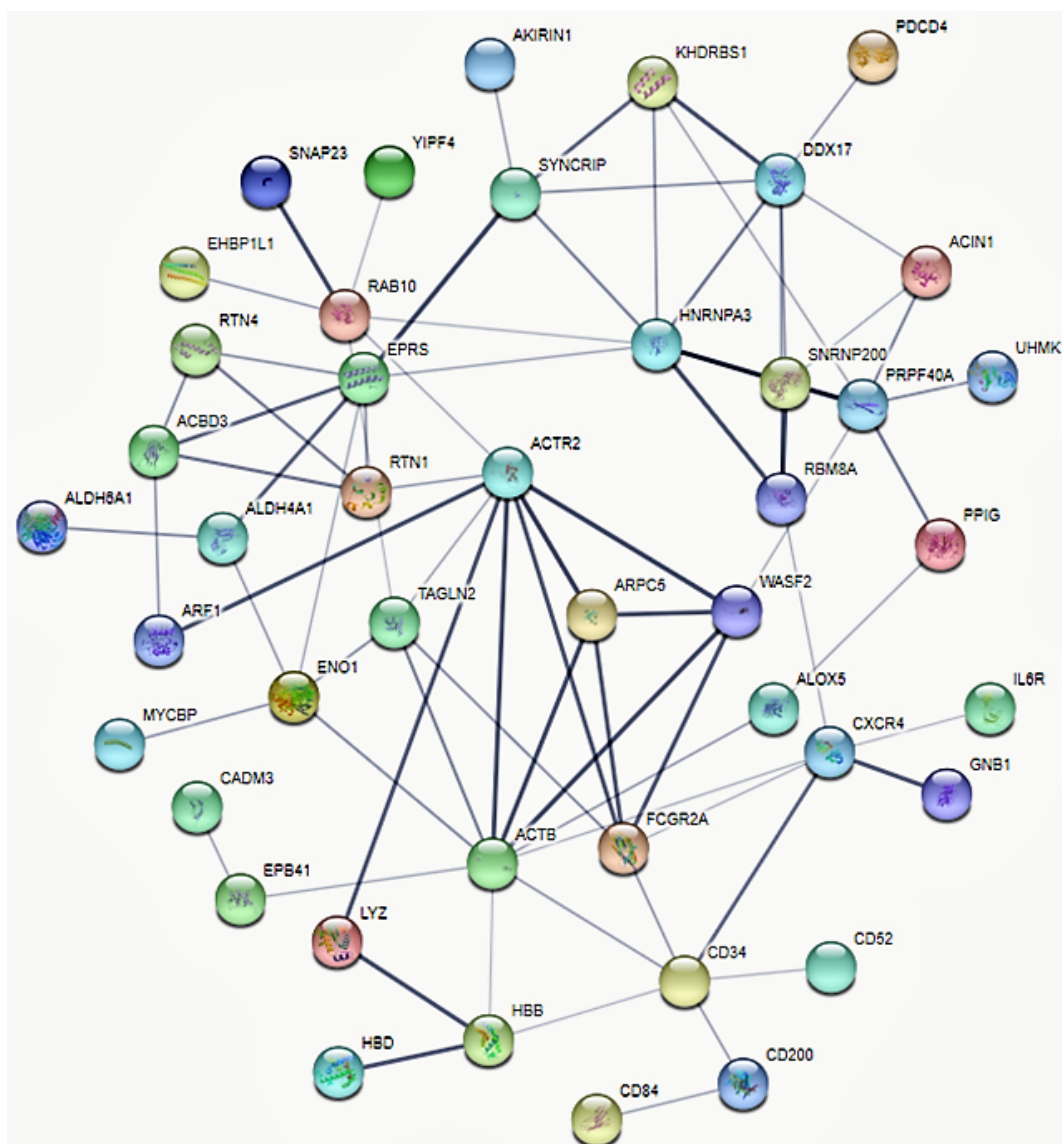 PDCD4
AKIRIN1
KHDRBS1
SNAP23
YIPF4
SYNCRIP
DDX17
EHBP1L1
RAB10
ACIN1
RTN4
EPRS
HNRNPA3
SNRNP200
PRPF40A
UHMK
ACBD3
ALDH6A1
ALDH4A1
RTN1
ACTR2
RBM8A
PPIG
ARF1
TAGLN2
ARPC5
WASF2
ENO1
ALOX5
IL6R
MYCBP
CXCR4
GNB1
CADM3
ACTB
FCGR2A
EPB41
LYZ
CD34
CD52
HBD
HBB
CD200
CD84